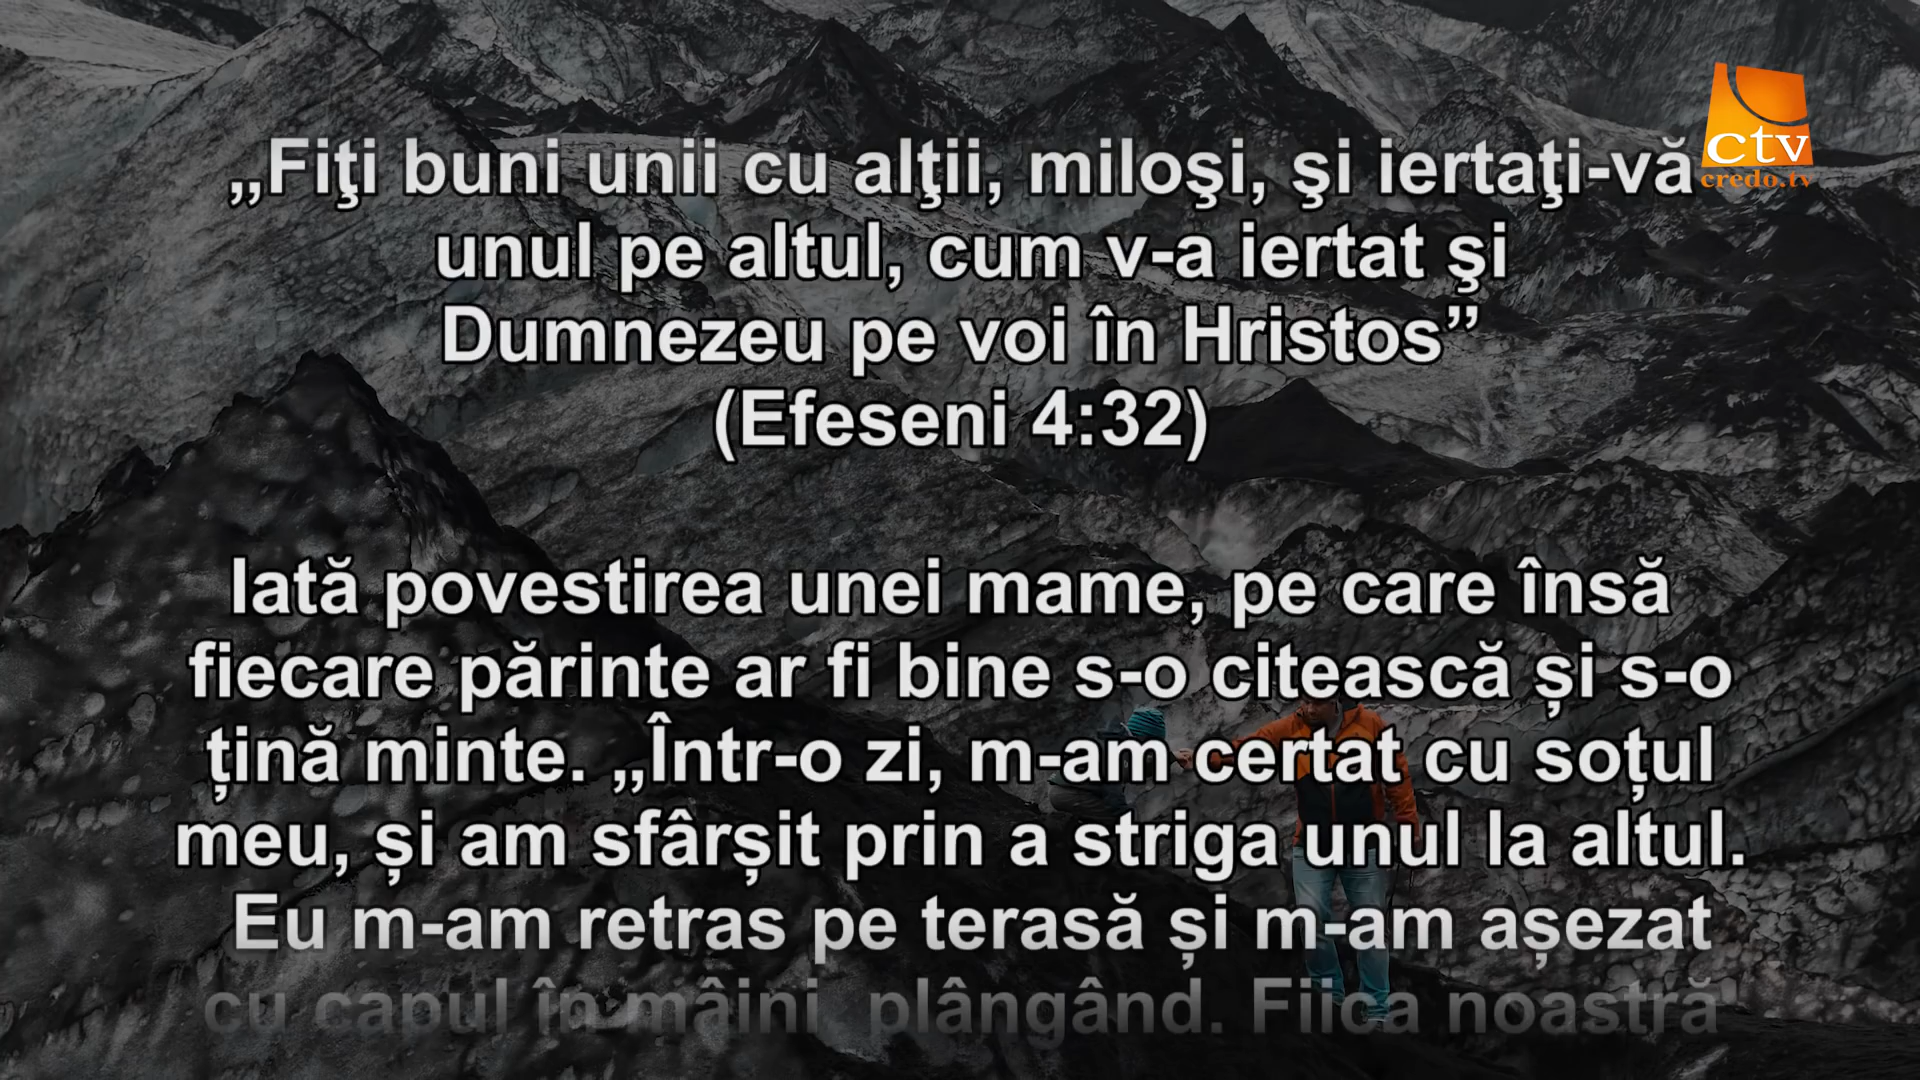 „Fiţi buni unii cu alţii, miloşi, şi iertaţi-vă
unul pe altul, cum v-a iertat şi
Dumnezeu pe voi în Hristos”
(Efeseni 4:32)
Iată povestirea unei mame, pe care însă
fiecare părinte ar fi bine s-o citească și s-o
țină minte. „Într-o zi, m-am certat cu soțul
meu, și am sfârșit prin a striga unul la altul.
Eu m-am retras pe terasă și m-am așezat
cu capul în mâini, plângând. Fiica noastră
ctv
credo.tv